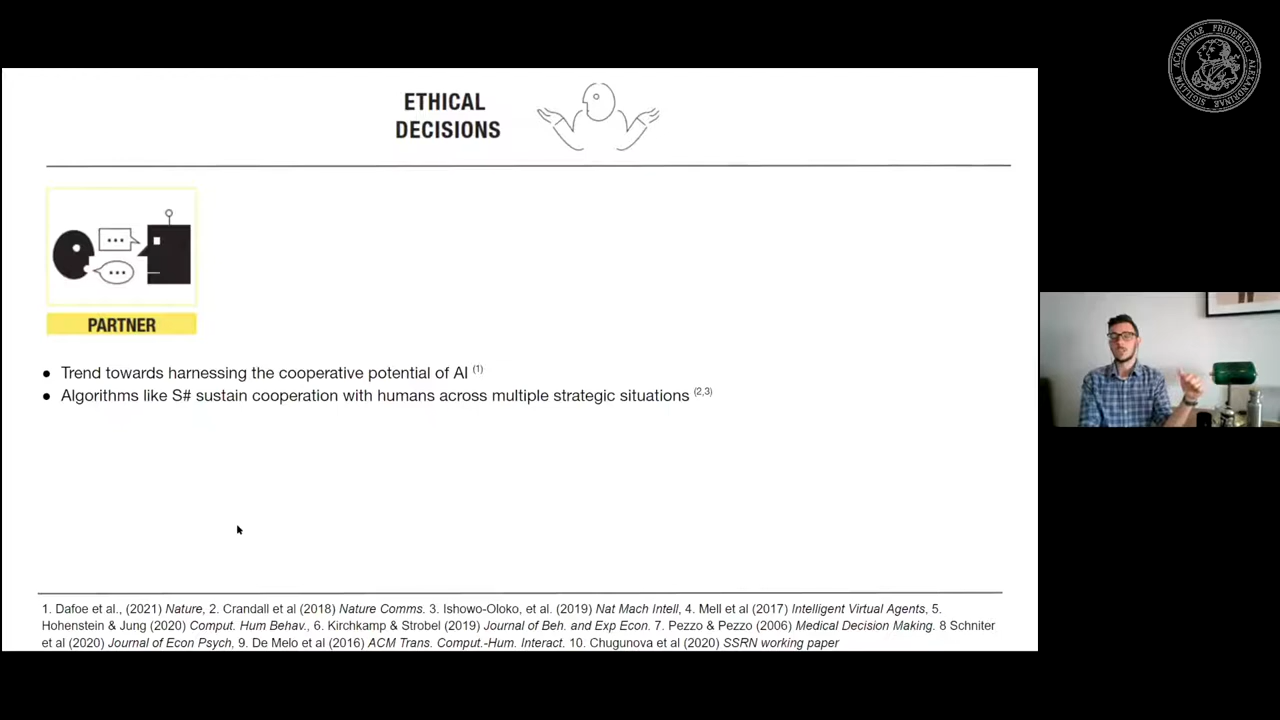 ACADEMIAE FRIDERICO ALEXANDRINAE SIGILLVM
ETHICAL
DECISIONS
PARTNER
● Trend towards harnessing the cooperative potential of AI (1)
● Algorithms like S# sustain cooperation with humans across multiple strategic situations (2,3)
1. Dafoe et al., (2021) Nature, 2. Crandall et al (2018) Nature Comms. 3. Ishowo-Oloko, et al. (2019) Nat Mach Intell, 4. Mell et al (2017) Intelligent Virtual Agents, 5.
Hohenstein & Jung (2020) Comput. Hum Behav., 6. Kirchkamp & Strobel (2019) Journal of Beh. and Exp Econ. 7. Pezzo & Pezzo (2006) Medical Decision Making. 8 Schniter
et al (2020) Journal of Econ Psych, 9. De Melo et al (2016) ACM Trans. Comput.-Hum. Interact. 10. Chugunova et al (2020) SSRN working paper